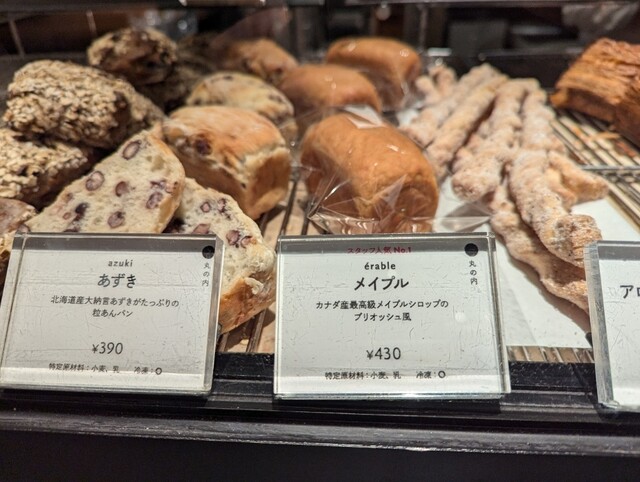 azuki
あずき
丸の内
北海道産大納言あずきがたっぷりの
粒あんパン
¥390
特定原材料：小麦、乳 冷凍：○
スタッフ人気 No.1
érable
メイプル
丸の内
カナダ産最高級メイプルシロップの
ブリオッシュ風
¥430
特定原材料：小麦、乳 冷凍：○